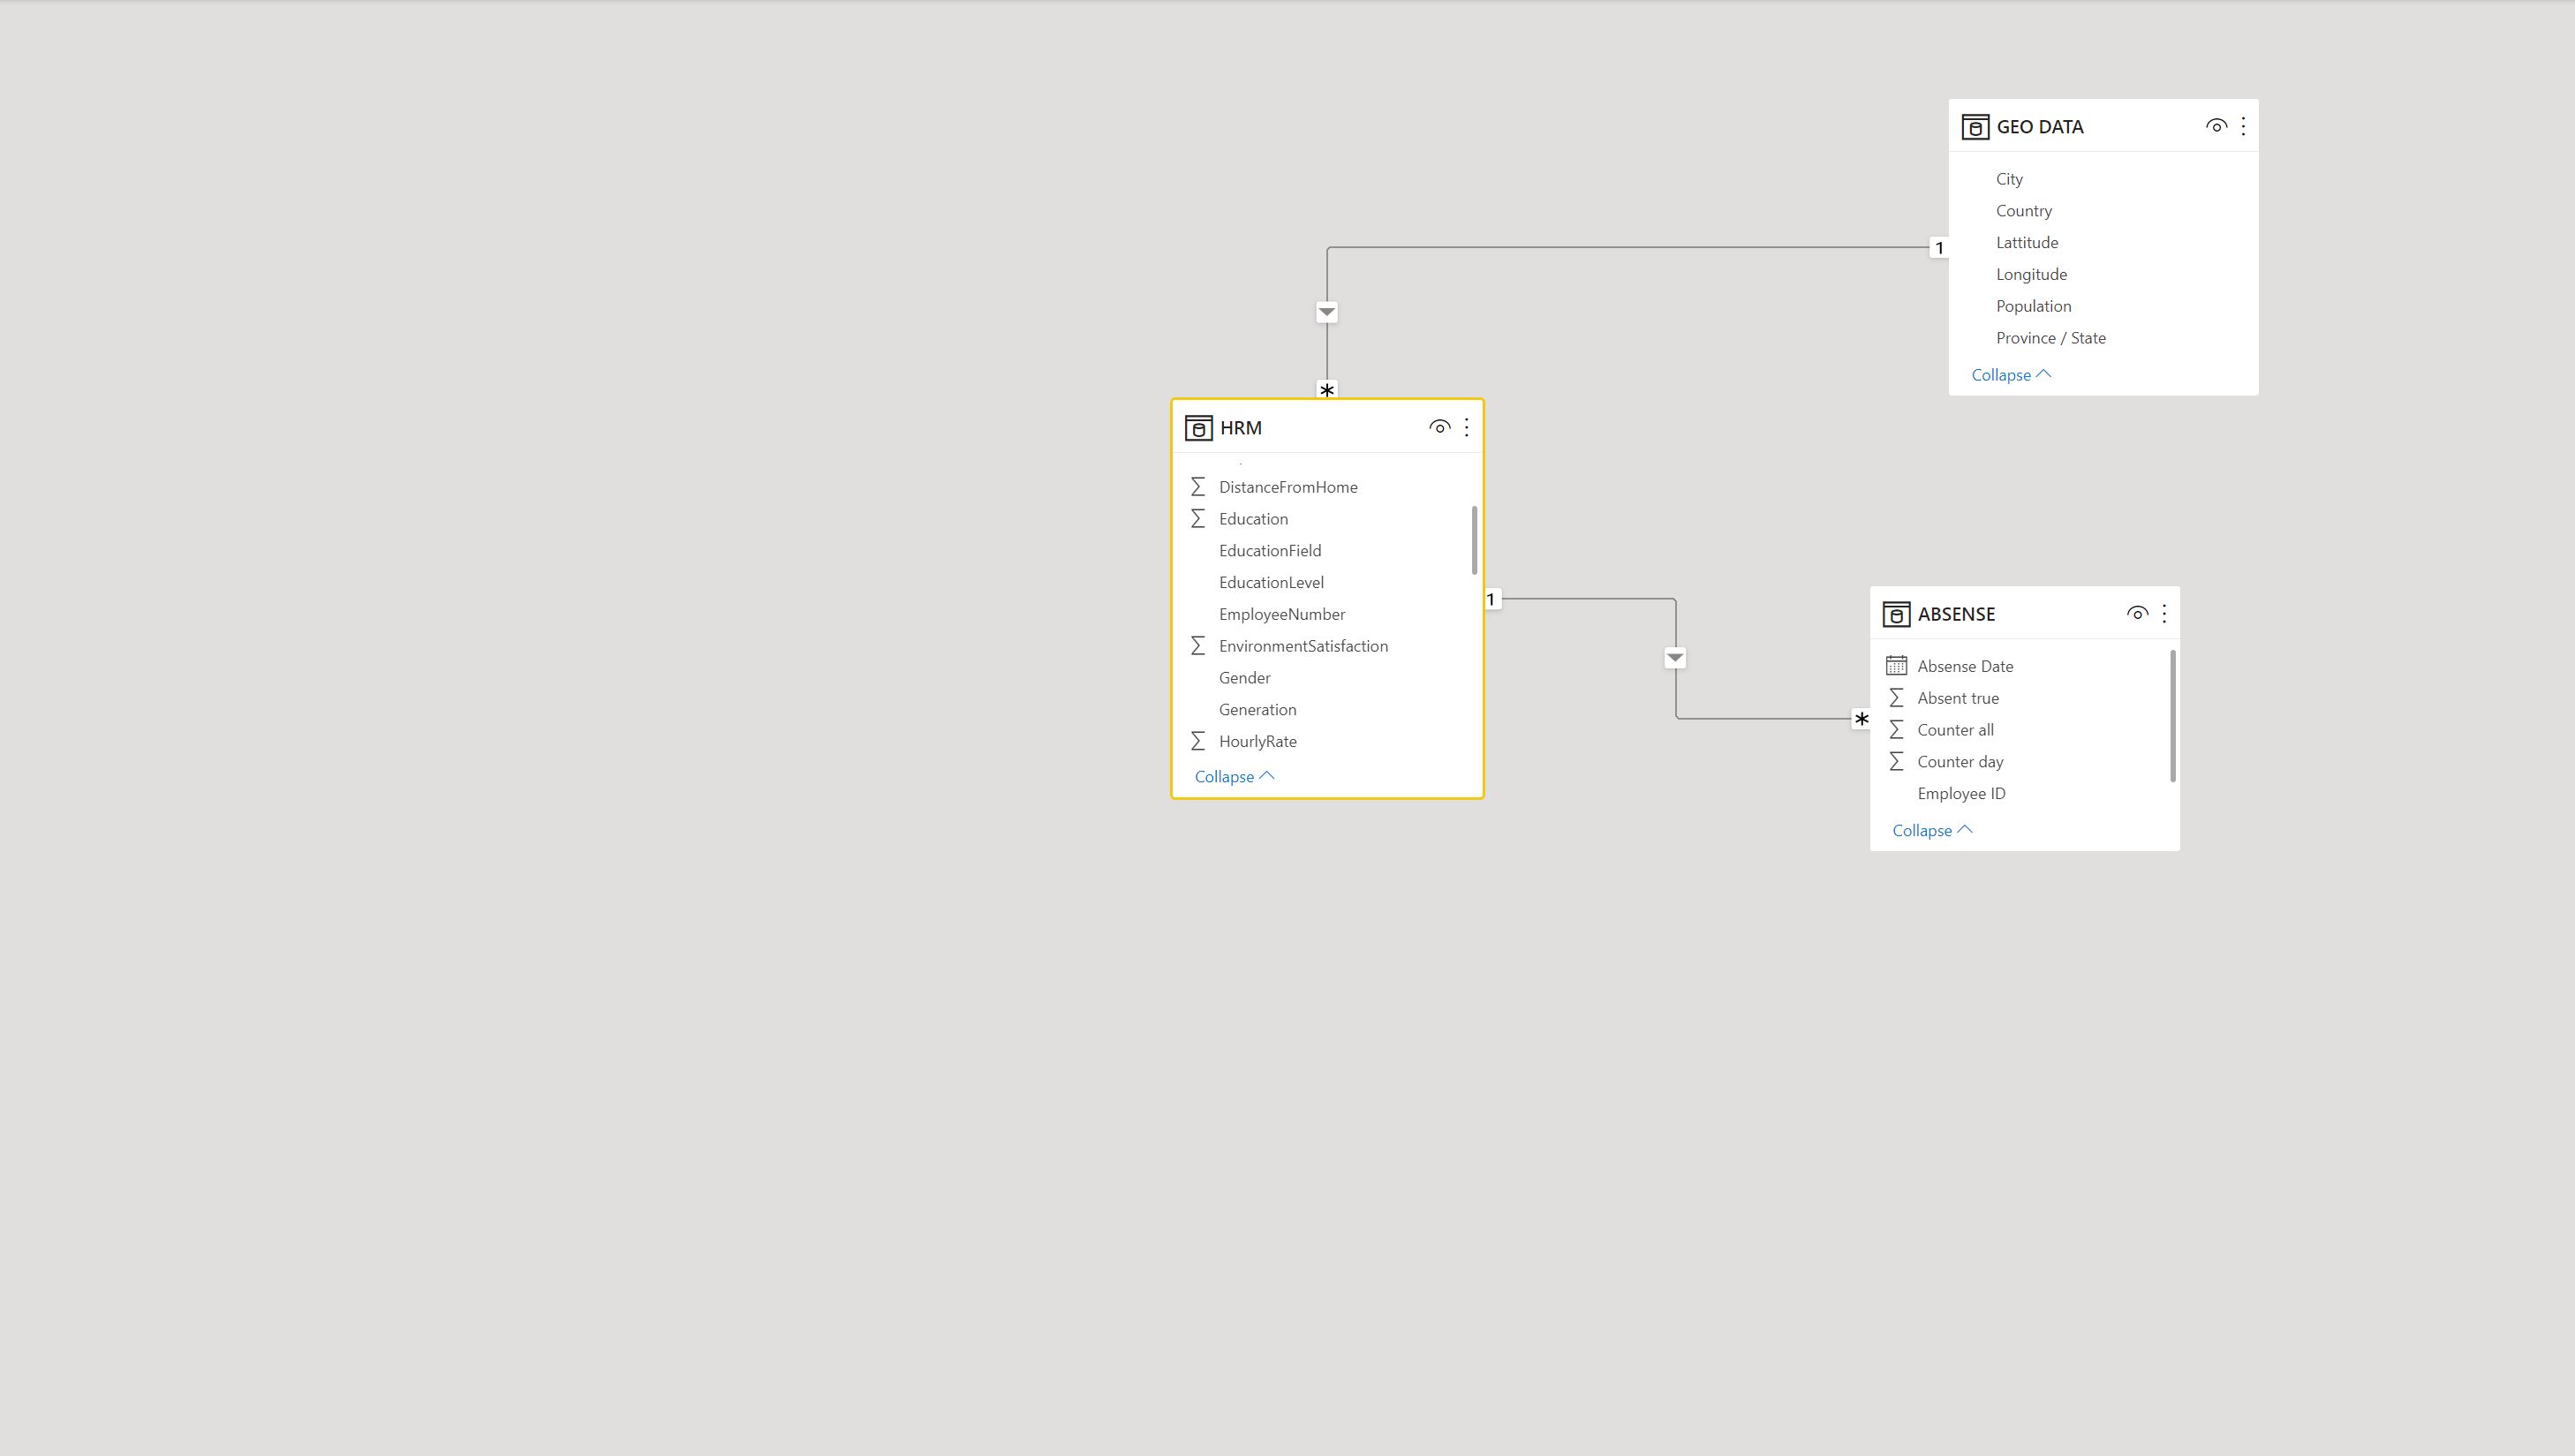 GEO DATA
City
Country
Lattitude
Longitude
Population
Province / State
Collapse
1
*
HRM
DistanceFromHome
Education
EducationField
EducationLevel
EmployeeNumber
EnvironmentSatisfaction
Gender
Generation
HourlyRate
Collapse
1
*
ABSENSE
Absense Date
Absent true
Counter all
Counter day
Employee ID
Collapse